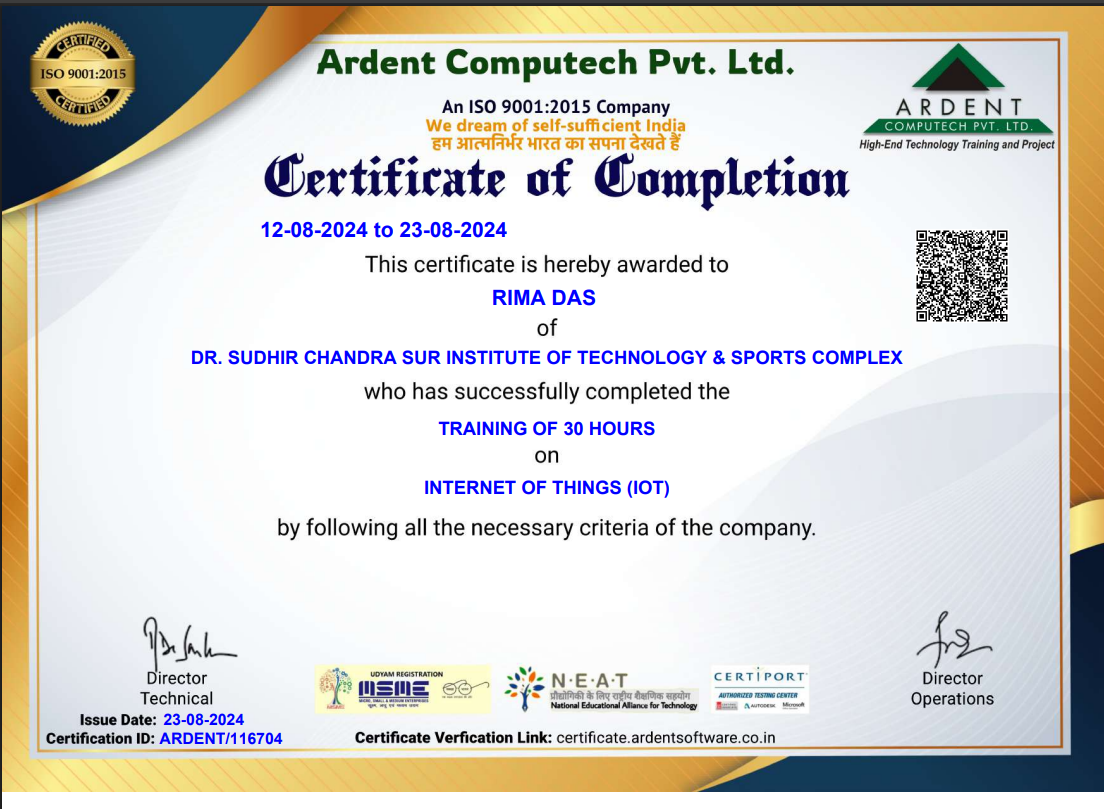 CERTIFIED
ISO 9001:2015
CERTIFIED
Ardent Computech Pvt. Ltd.
An ISO 9001:2015 Company
We dream of self-sufficient India
हम आत्मनिर्भर भारत का सपना देखते हैं
ARDENT
COMPUTECH PVT. LTD.
High-End Technology Training and Project
Certificate of Completion
12-08-2024 to 23-08-2024
This certificate is hereby awarded to
RIMA DAS
of
DR. SUDHIR CHANDRA SUR INSTITUTE OF TECHNOLOGY & SPORTS COMPLEX
who has successfully completed the
TRAINING OF 30 HOURS
on
INTERNET OF THINGS (IOT)
by following all the necessary criteria of the company.
Director
Technical
Issue Date: 23-08-2024
Certification ID: ARDENT/116704
UDYAM REGISTRATION
MSME
MICRO, SMALL & MEDIUM ENTERPRISES
N·E·A·T
प्रौद्योगिकी के लिए राष्ट्रीय शैक्षणिक सहयोग
National Educational Alliance for Technology
CERTIPORT
AUTHORIZED TESTING CENTER
AUTODESK
Microsoft
Director
Operations
Certificate Verfication Link: certificate.ardentsoftware.co.in